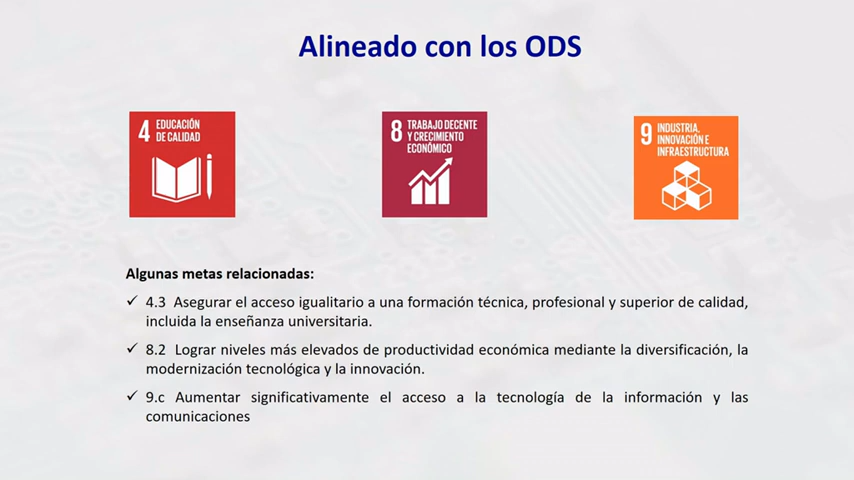 Alineado con los ODS
4 EDUCACIÓN
DE CALIDAD
8 TRABAJO DECENTE
Y CRECIMIENTO
ECONÓMICO
9 INDUSTRIA,
INNOVACIÓN E
INFRAESTRUCTURA
Algunas metas relacionadas:
✓ 4.3 Asegurar el acceso igualitario a una formación técnica, profesional y superior de calidad,
incluida la enseñanza universitaria.
✓ 8.2 Lograr niveles más elevados de productividad económica mediante la diversificación, la
modernización tecnológica y la innovación.
✓ 9.c Aumentar significativamente el acceso a la tecnología de la información y las
comunicaciones